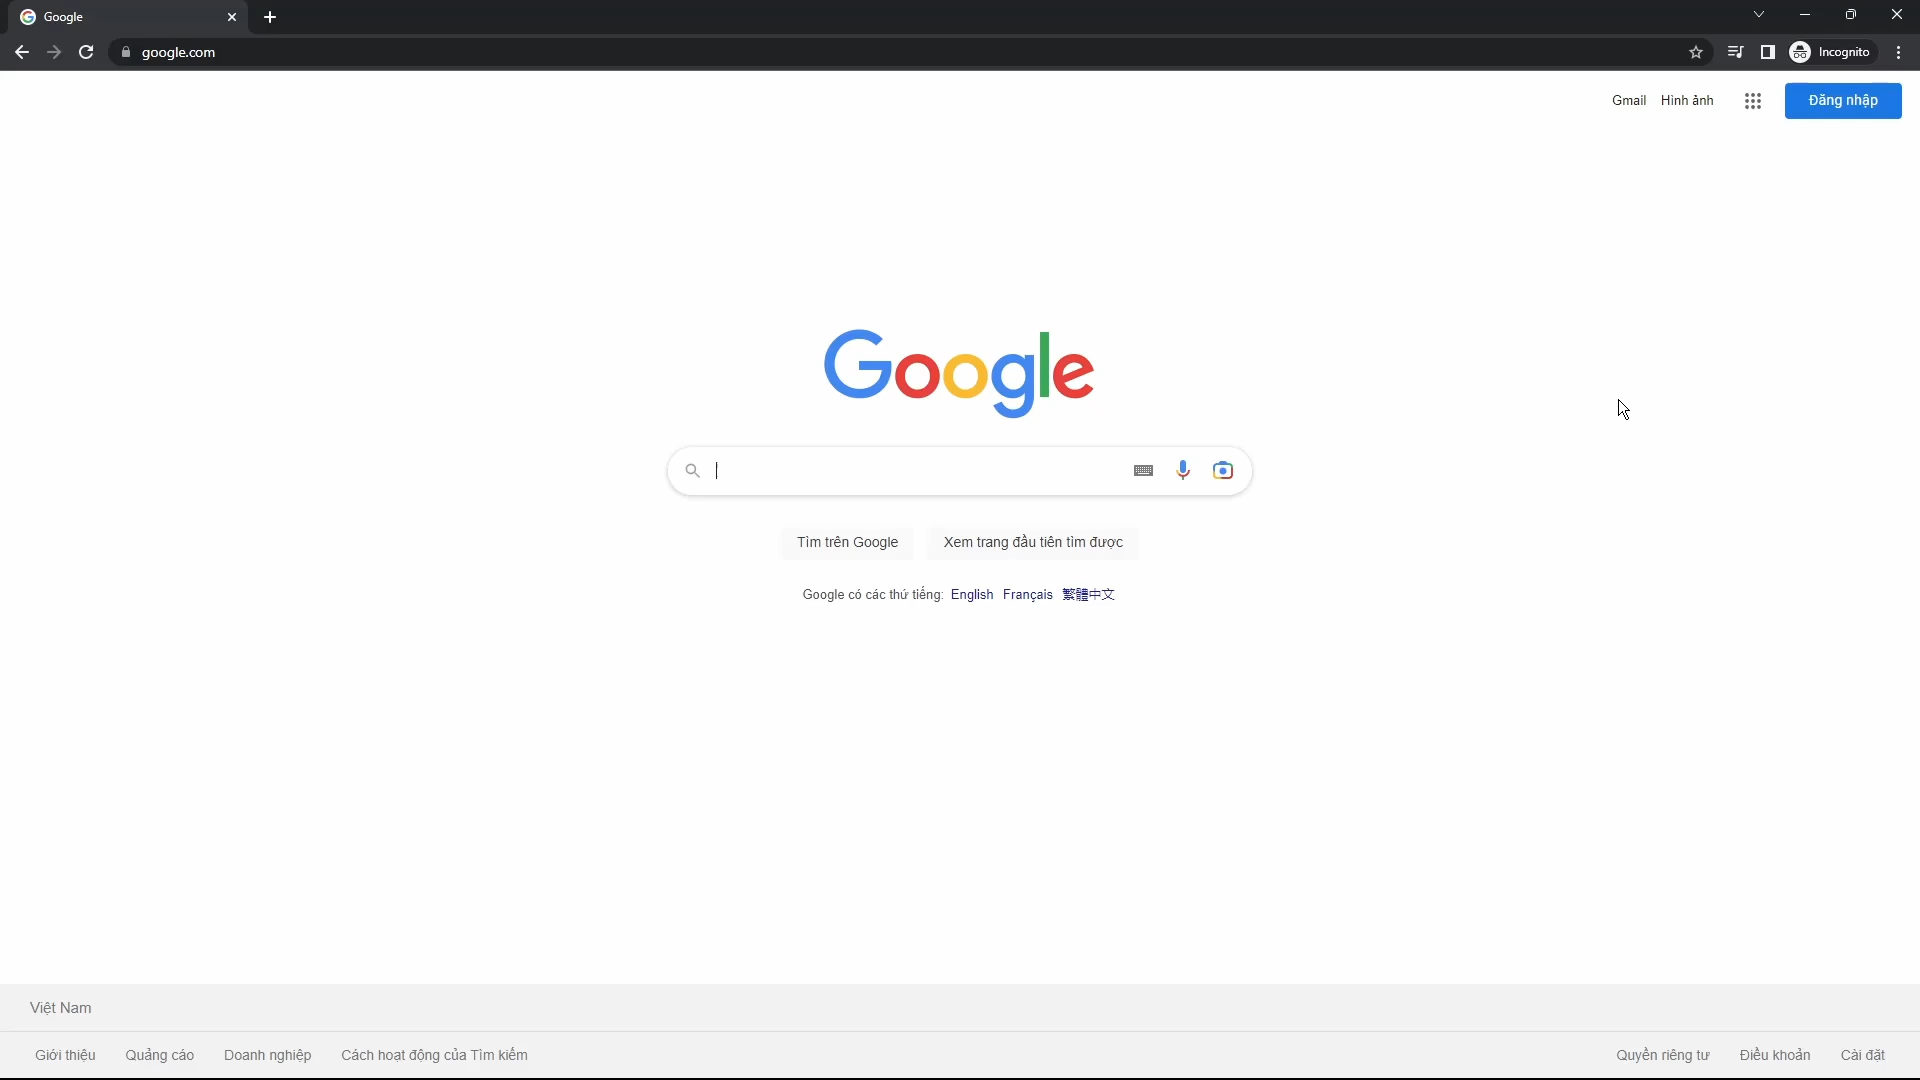 Google
google.com
Incognito
Gmail Hình ảnh Đăng nhập
Google
Tìm trên Google Xem trang đầu tiên tìm được
Google có các thứ tiếng: English Français 繁體中文
Việt Nam
Giới thiệu Quảng cáo Doanh nghiệp Cách hoạt động của Tìm kiếm Quyền riêng tư Điều khoản Cài đặt